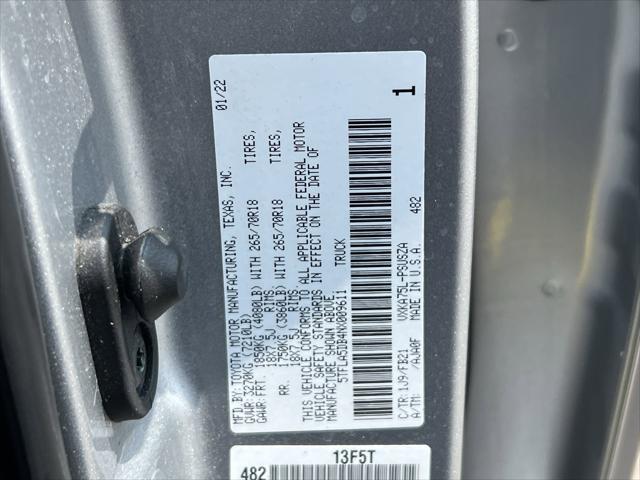 01/22
MFD.BY: TOYOTA MOTOR MANUFACTURING, TEXAS, INC.
GVWR:3270KG (7210LB)
GAWR:FRT. 1850KG (4080LB) WITH 265/70R18 TIRES,
18X7.5J RIMS
RR. 1750KG (3860LB) WITH 265/70R18 TIRES,
18X7.5J RIMS
THIS VEHICLE CONFORMS TO ALL APPLICABLE FEDERAL MOTOR
VEHICLE SAFETY STANDARDS IN EFFECT ON THE DATE OF
MANUFACTURE SHOWN ABOVE.
5TFLA5DB4NX009611 TRUCK
C/TR:1J9/FB21 VXKA75L-PSUSZA 482
A/TM: /AJA0F MADE IN U.S.A.
1
13F5T
482